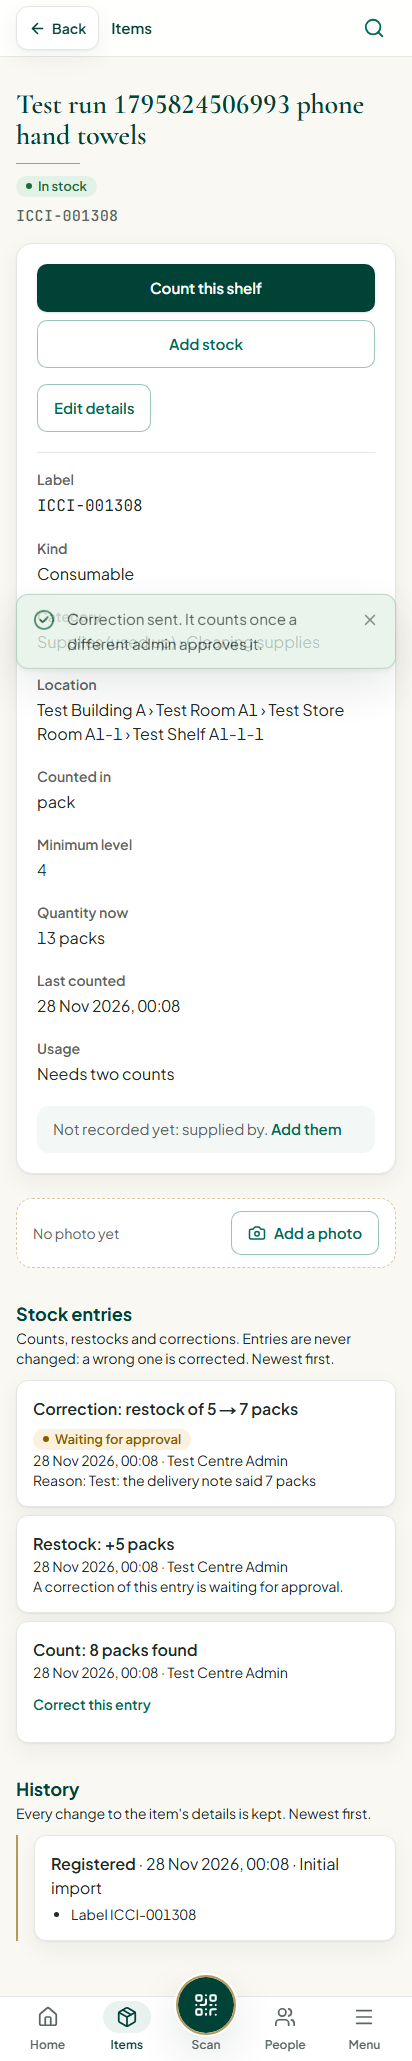 Back
Items
Test run 1795824506993 phone
hand towels
In stock
ICCI-001308
Count this shelf
Add stock
Edit details
Label
ICCI-001308
Kind
Consumable
Category
Supplies (used up) › Cleaning supplies
Correction sent. It counts once a
different admin approves it.
Location
Test Building A › Test Room A1 › Test Store
Room A1-1 › Test Shelf A1-1-1
Counted in
pack
Minimum level
4
Quantity now
13 packs
Last counted
28 Nov 2026, 00:08
Usage
Needs two counts
Not recorded yet: supplied by. Add them
No photo yet
Add a photo
Stock entries
Counts, restocks and corrections. Entries are never
changed: a wrong one is corrected. Newest first.
Correction: restock of 5 → 7 packs
Waiting for approval
28 Nov 2026, 00:08 · Test Centre Admin
Reason: Test: the delivery note said 7 packs
Restock: +5 packs
28 Nov 2026, 00:08 · Test Centre Admin
A correction of this entry is waiting for approval.
Count: 8 packs found
28 Nov 2026, 00:08 · Test Centre Admin
Correct this entry
History
Every change to the item's details is kept. Newest first.
Registered · 28 Nov 2026, 00:08 · Initial
import
• Label ICCI-001308
Home
Items
Scan
People
Menu